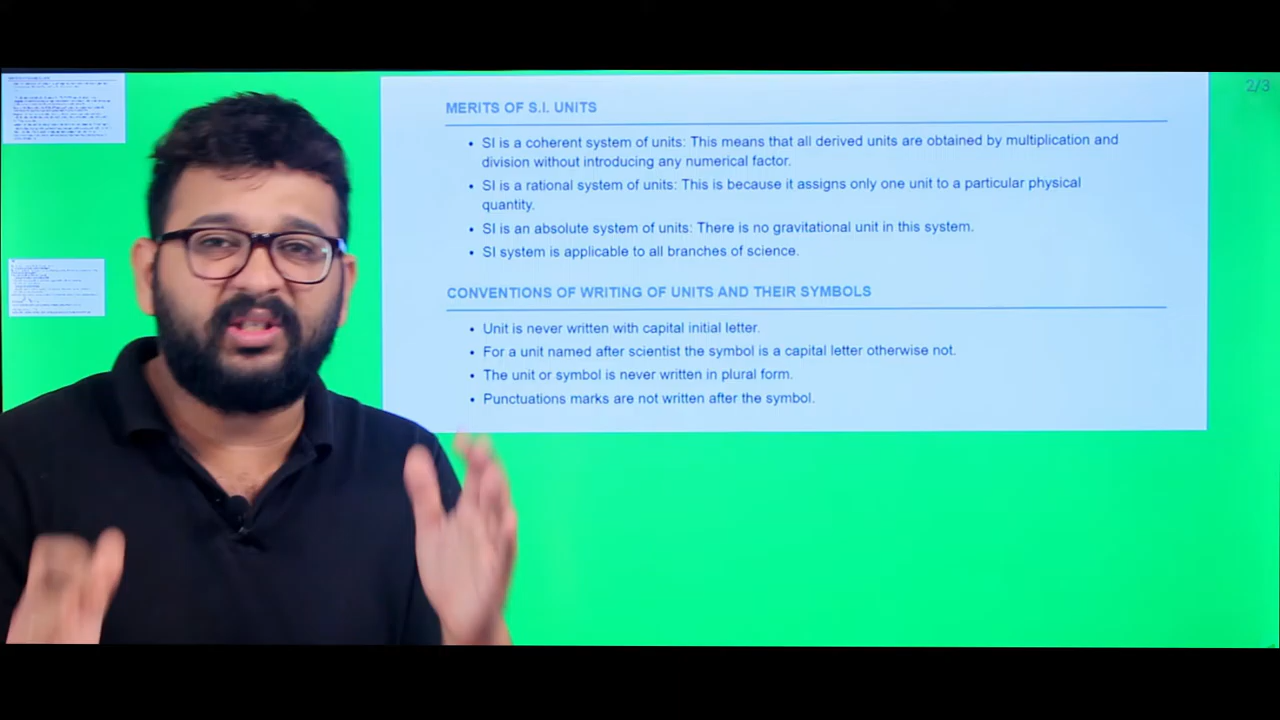 2/3
MERITS OF S.I. UNITS
• SI is a coherent system of units: This means that all derived units are obtained by multiplication and
division without introducing any numerical factor.
• SI is a rational system of units: This is because it assigns only one unit to a particular physical
quantity.
• SI is an absolute system of units: There is no gravitational unit in this system.
• SI system is applicable to all branches of science.
CONVENTIONS OF WRITING OF UNITS AND THEIR SYMBOLS
• Unit is never written with capital initial letter.
• For a unit named after scientist the symbol is a capital letter otherwise not.
• The unit or symbol is never written in plural form.
• Punctuations marks are not written after the symbol.